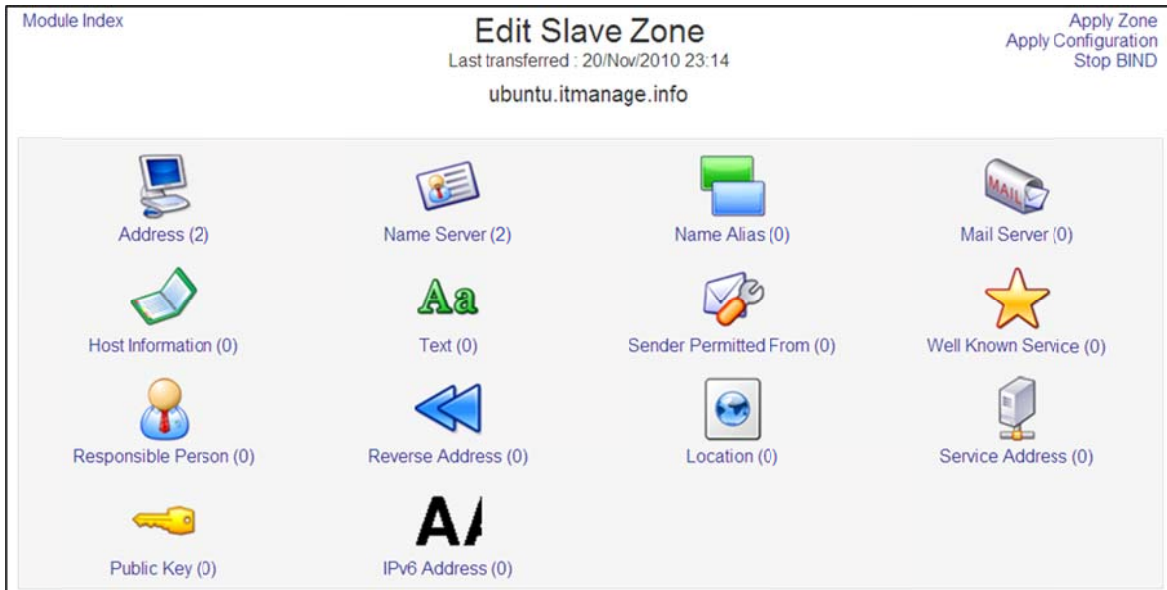 Module Index
Edit Slave Zone
Last transferred : 20/Nov/2010 23:14
ubuntu.itmanage.info
Apply Zone
Apply Configuration
Stop BIND
Address (2)
Name Server (2)
Name Alias (0)
MAIL
Mail Server (0)
Host Information (0)
Aa
Text (0)
Sender Permitted From (0)
Well Known Service (0)
Responsible Person (0)
Reverse Address (0)
Location (0)
Service Address (0)
Public Key (0)
AA
IPv6 Address (0)